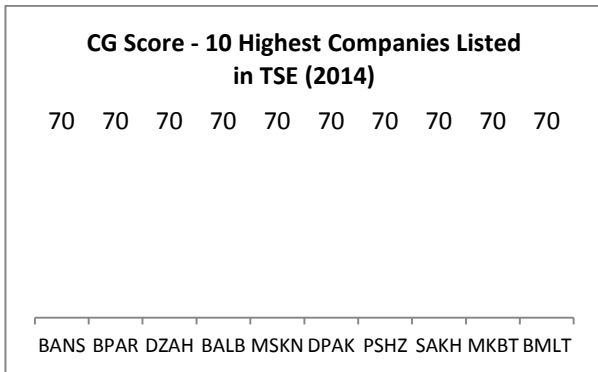 CG Score - 10 Highest Companies Listed
in TSE (2014)
70 70 70 70 70 70 70 70 70 70
BANS BPAR DZAH BALB MSKN DPAK PSHZ SAKH MKBT BMLT